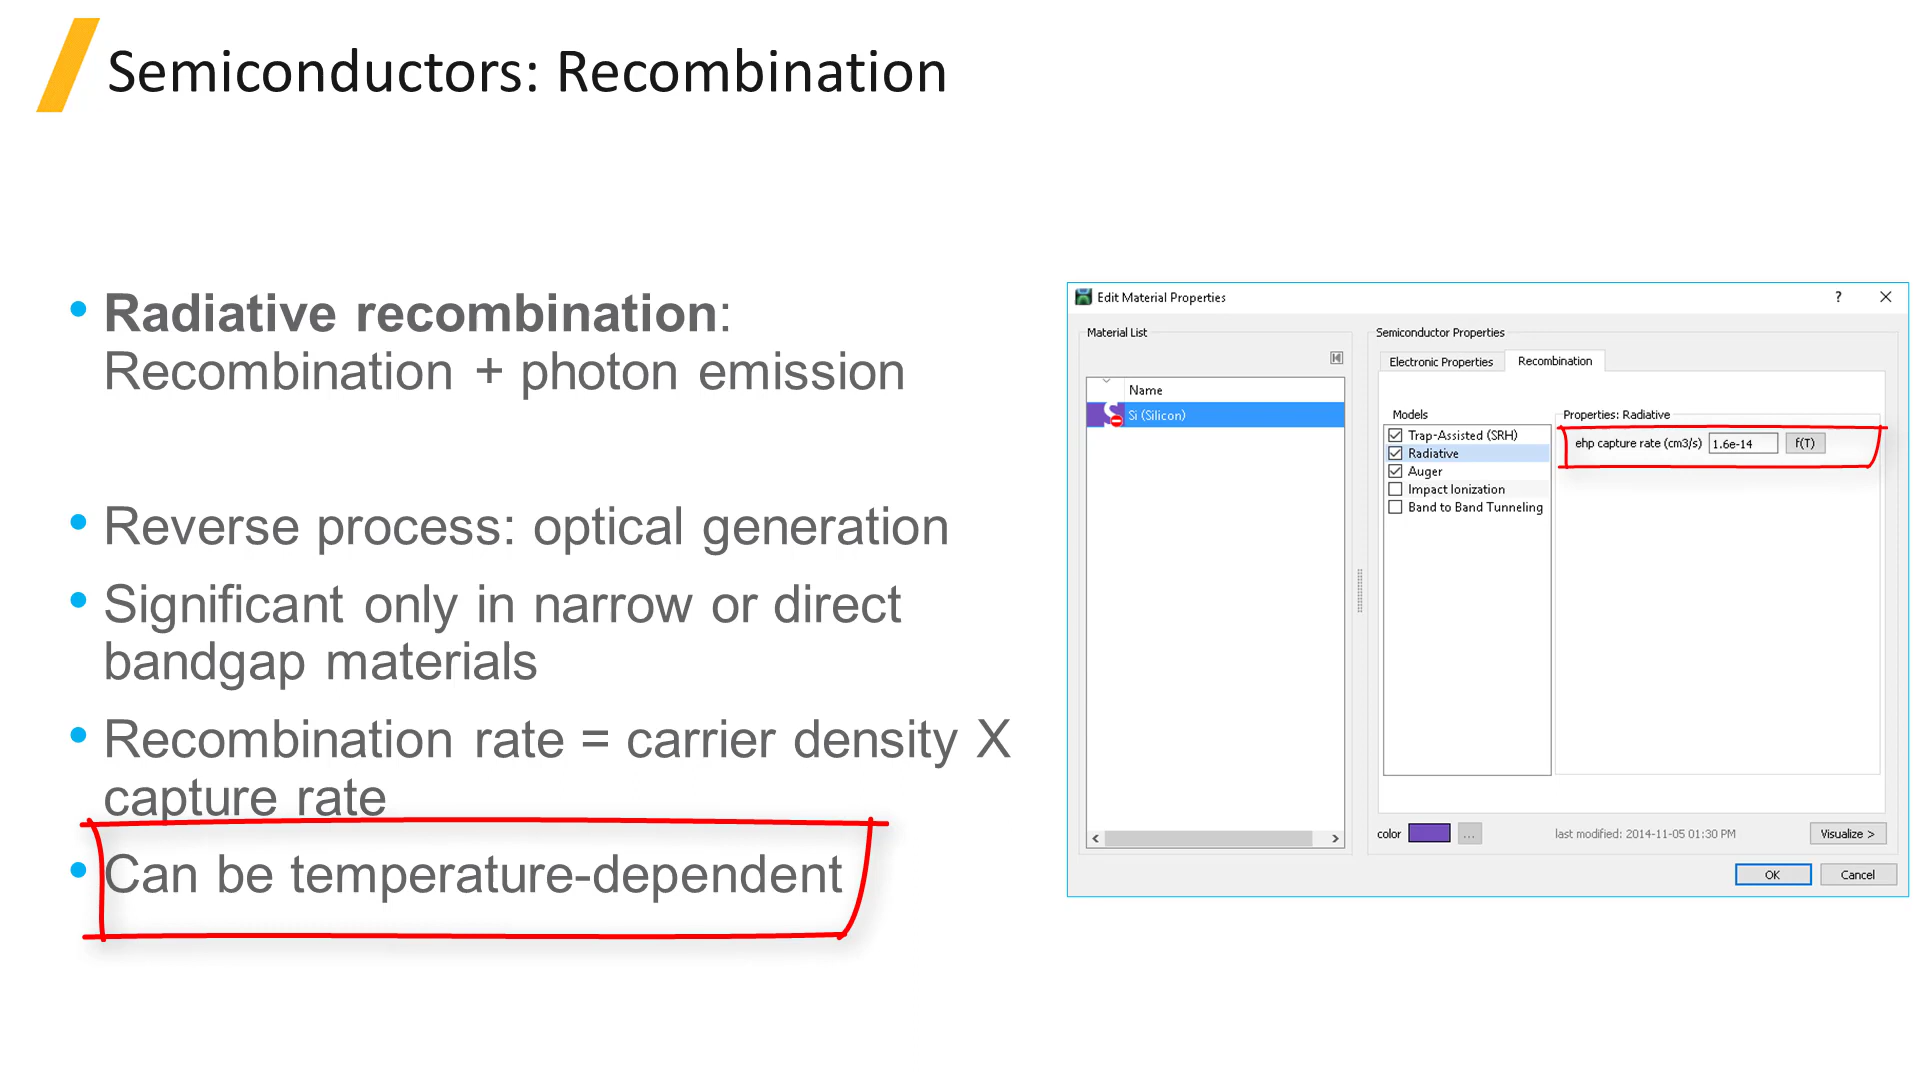 Semiconductors: Recombination
• Radiative recombination:
Recombination + photon emission
• Reverse process: optical generation
• Significant only in narrow or direct
bandgap materials
• Recombination rate = carrier density X
capture rate
• Can be temperature-dependent
Edit Material Properties
?
Material List
Name
Si (Silicon)
Semiconductor Properties
Electronic Properties
Recombination
Models
Trap-Assisted (SRH)
Radiative
Auger
Impact Ionization
Band to Band Tunneling
Properties: Radiative
ehp capture rate (cm3/s) 1.6e-14 f(T)
color ... last modified: 2014-11-05 01:30 PM Visualize >
OK Cancel